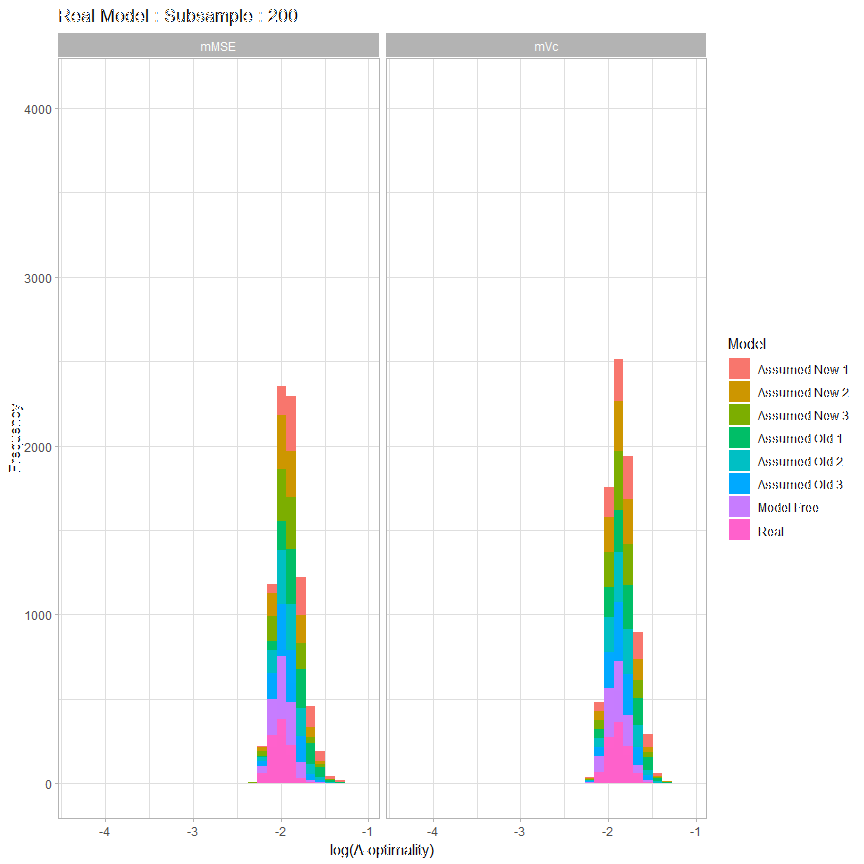 Real Model : Subsample : 200
mMSE
mVc
4000
3000
2000
1000
0
Frequency
-4
-3
-2
-1
-4
-3
-2
-1
log(A optimality)
Model
Assumed New 1
Assumed New 2
Assumed New 3
Assumed Old 1
Assumed Old 2
Assumed Old 3
Model Free
Real